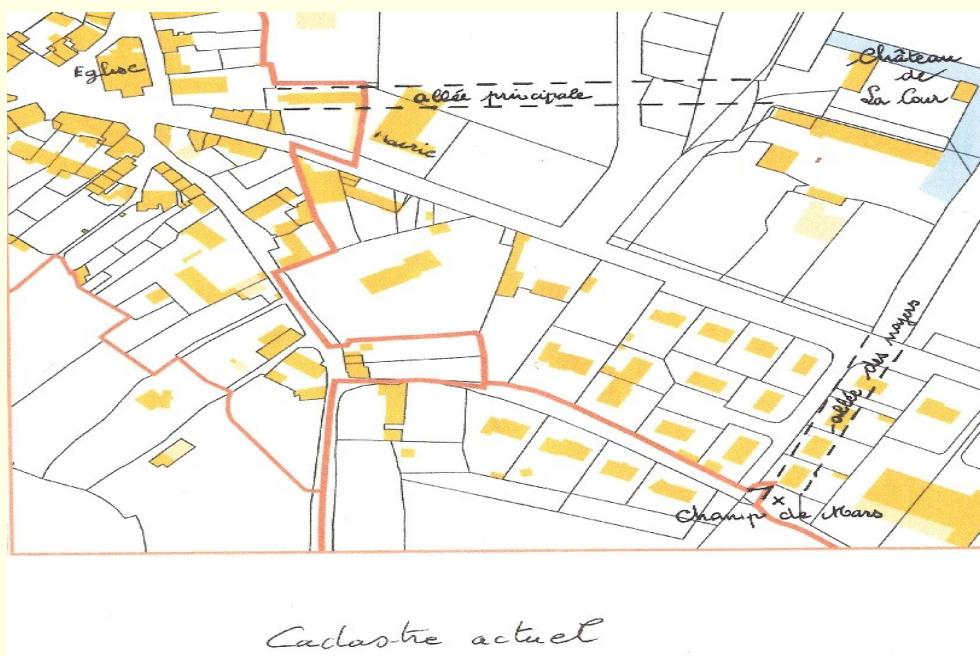 Eglise
allée principale
Mairie
Château
de
La Cour
allée des noyers
Champ de Mars
Cadastre actuel